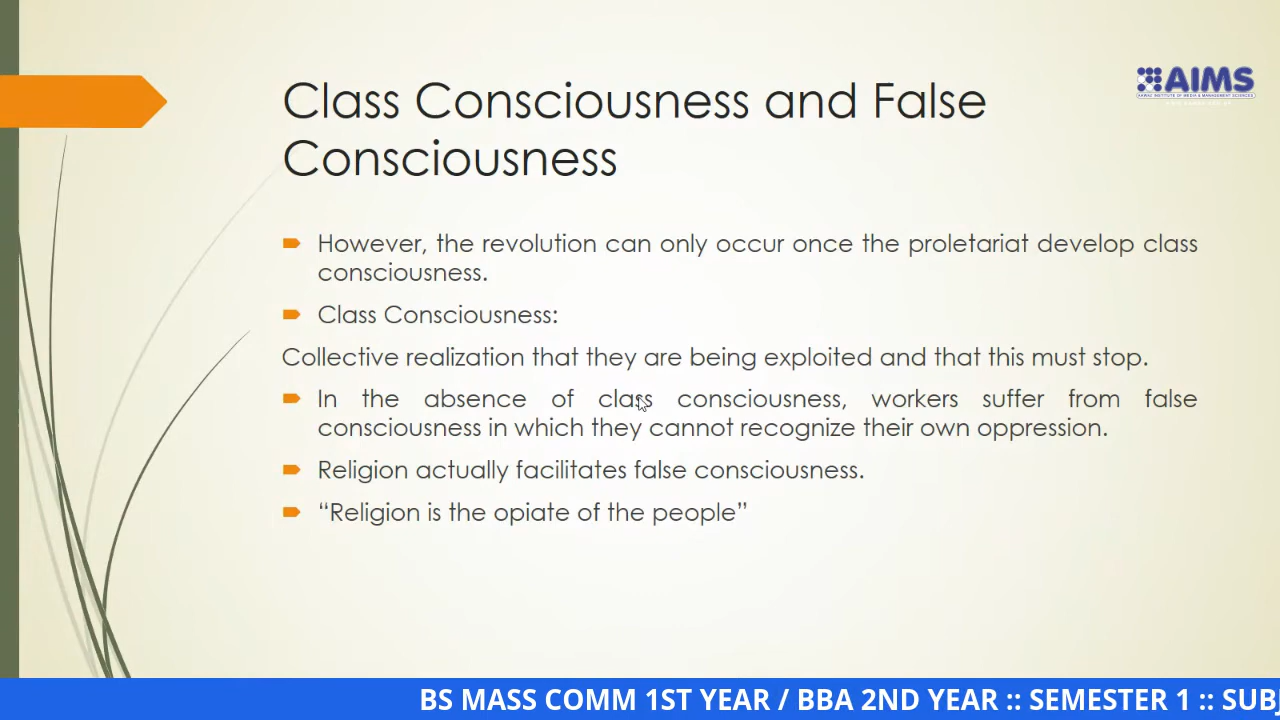 Class Consciousness and False
Consciousness
AIMS
However, the revolution can only occur once the proletariat develop class
consciousness.
Class Consciousness:
Collective realization that they are being exploited and that this must stop.
In the absence of class consciousness, workers suffer from false
consciousness in which they cannot recognize their own oppression.
Religion actually facilitates false consciousness.
“Religion is the opiate of the people”
BS MASS COMM 1ST YEAR / BBA 2ND YEAR :: SEMESTER 1 :: SUBJ